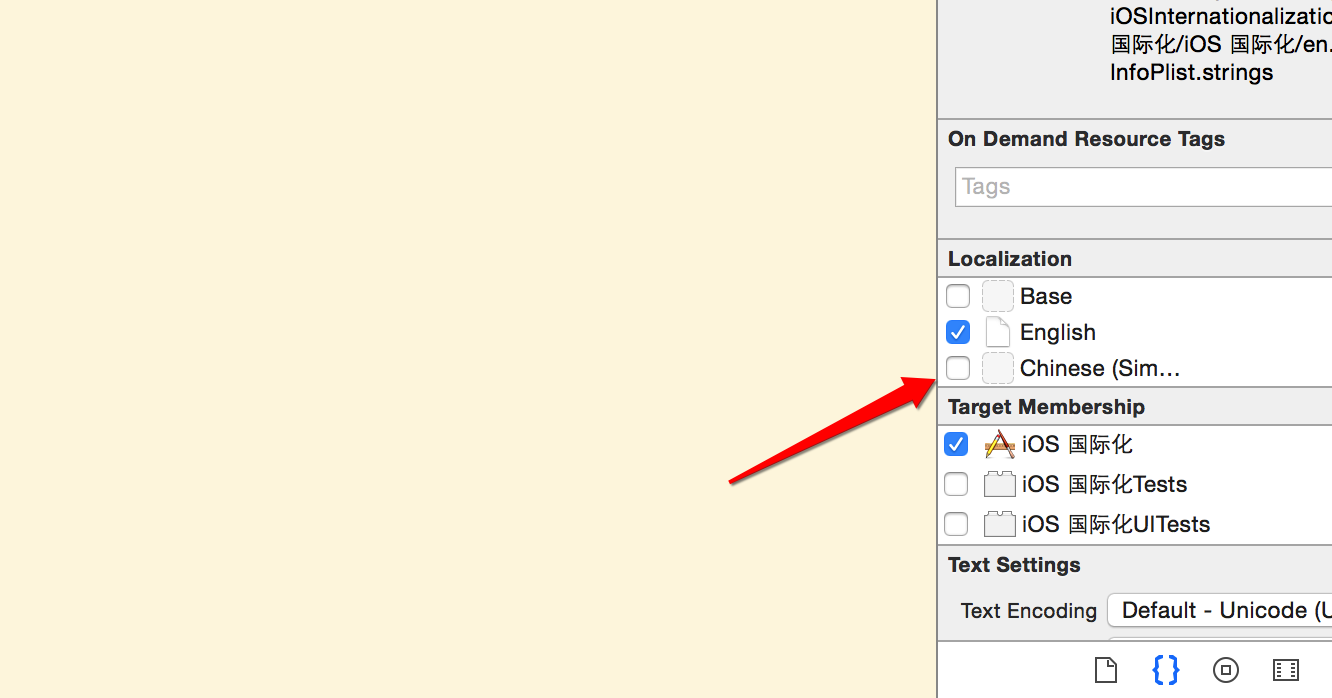 iOSInternationalizatio
国际化/iOS 国际化/en.
InfoPlist.strings
On Demand Resource Tags
Tags
Localization
Base
English
Chinese (Sim...
Target Membership
iOS 国际化
iOS 国际化Tests
iOS 国际化UITests
Text Settings
Text Encoding Default - Unicode (U